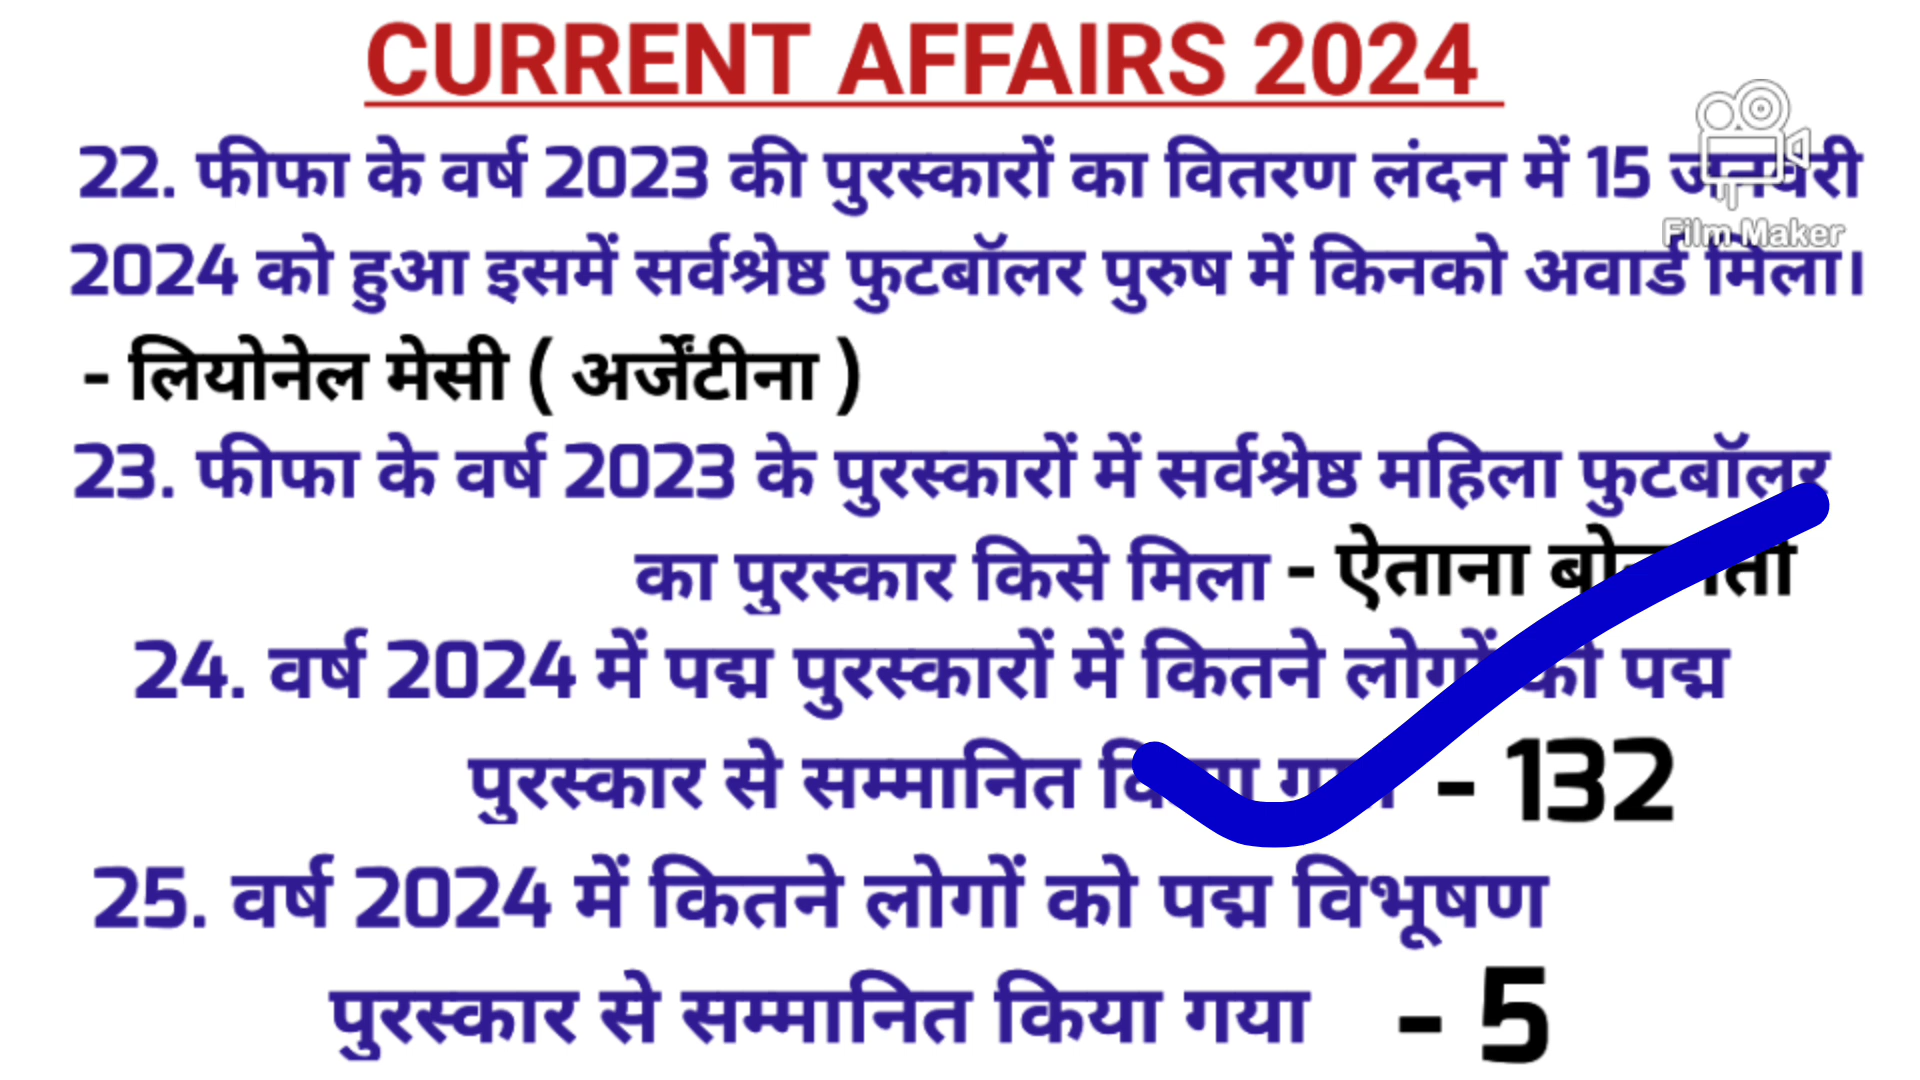 CURRENT AFFAIRS 2024
22. फीफा के वर्ष 2023 की पुरस्कारों का वितरण लंदन में 15 जनवरी
Film Maker
2024 को हुआ इसमें सर्वश्रेष्ठ फुटबॉलर पुरुष में किनको अवार्ड मिला।
- लियोनेल मेसी ( अर्जेंटीना )
23. फीफा के वर्ष 2023 के पुरस्कारों में सर्वश्रेष्ठ महिला फुटबॉलर
का पुरस्कार किसे मिला - ऐताना
24. वर्ष 2024 में पद्म पुरस्कारों में कितने लोगों को पद्म
पुरस्कार से सम्मानित किया गया - 132
25. वर्ष 2024 में कितने लोगों को पद्म विभूषण
पुरस्कार से सम्मानित किया गया - 5